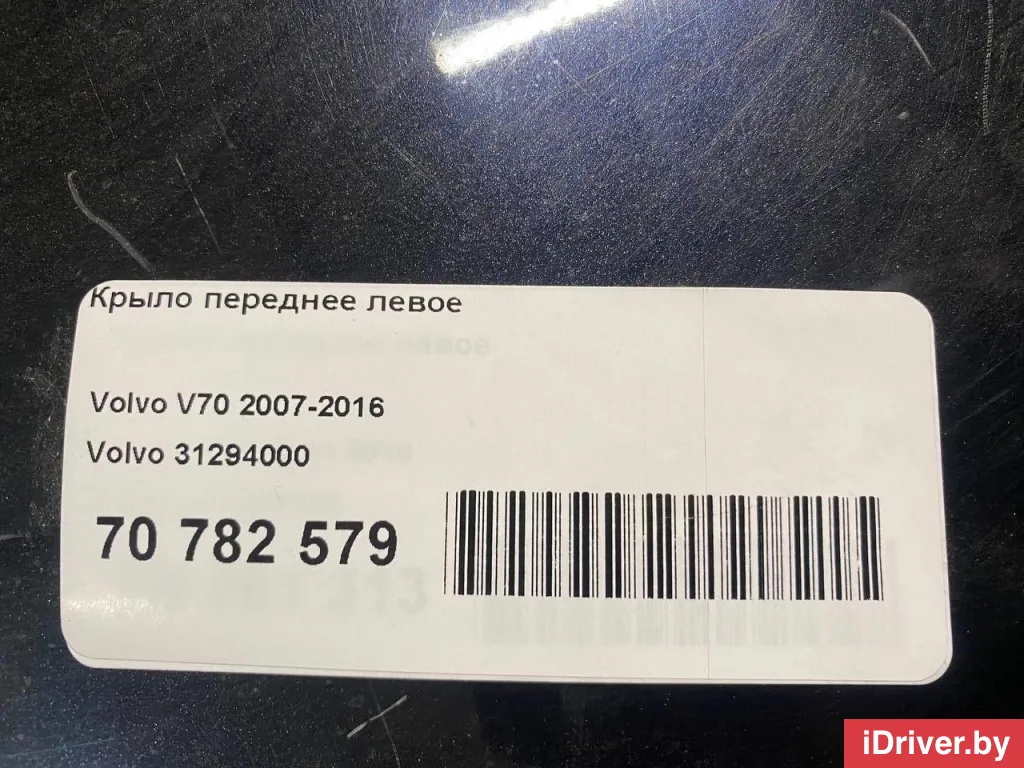 Крыло переднее левое
Volvo V70 2007-2016
Volvo 31294000
70 782 579
iDriver.by